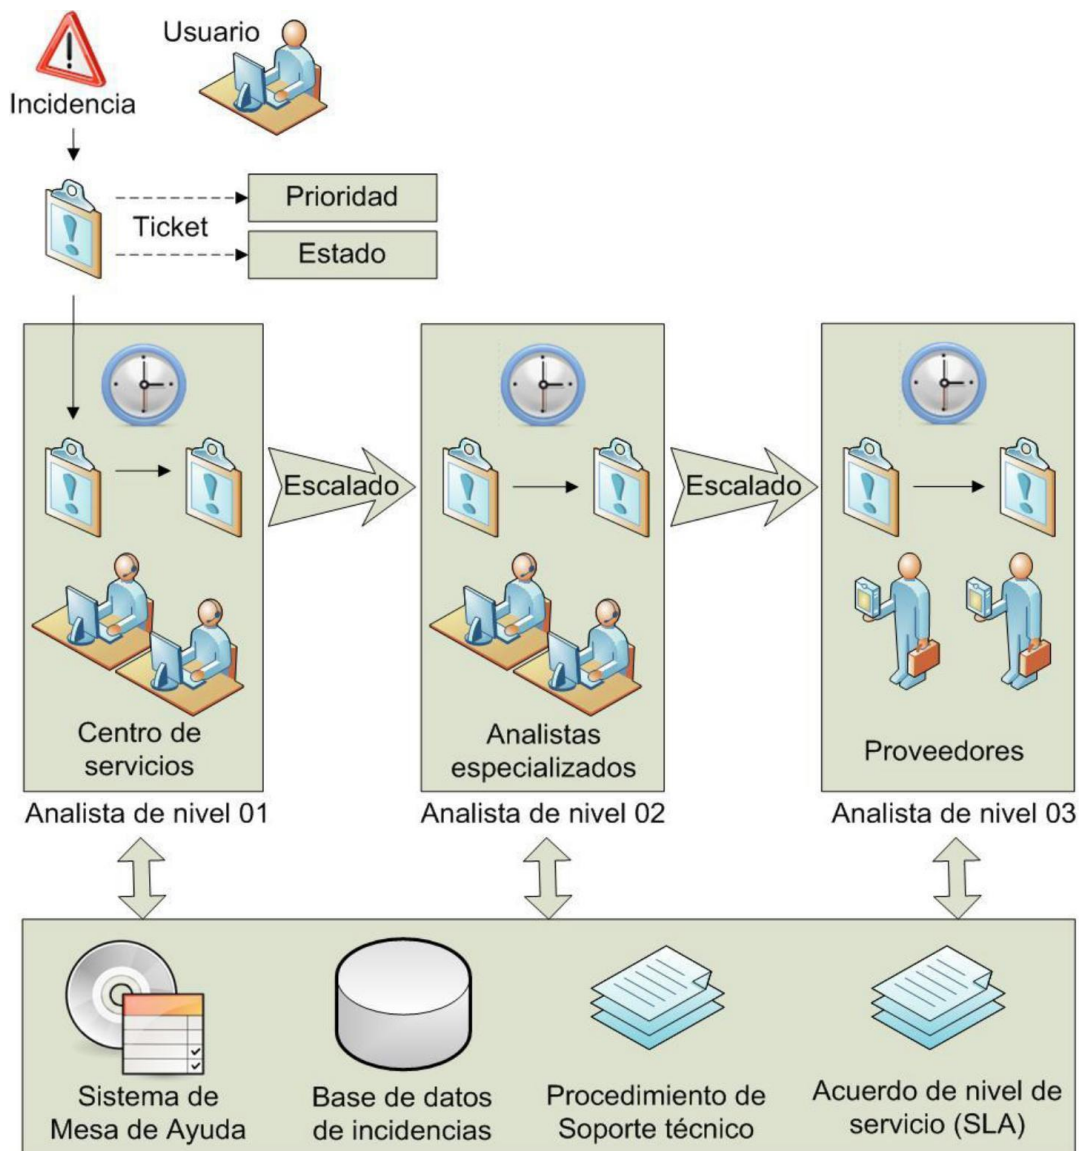 Usuario
Incidencia
Prioridad
Ticket
Estado
Escalado
Escalado
Centro de
servicios
Analistas
especializados
Proveedores
Analista de nivel 01
Analista de nivel 02
Analista de nivel 03
Sistema de
Mesa de Ayuda
Base de datos
de incidencias
Procedimiento de
Soporte técnico
Acuerdo de nivel de
servicio (SLA)